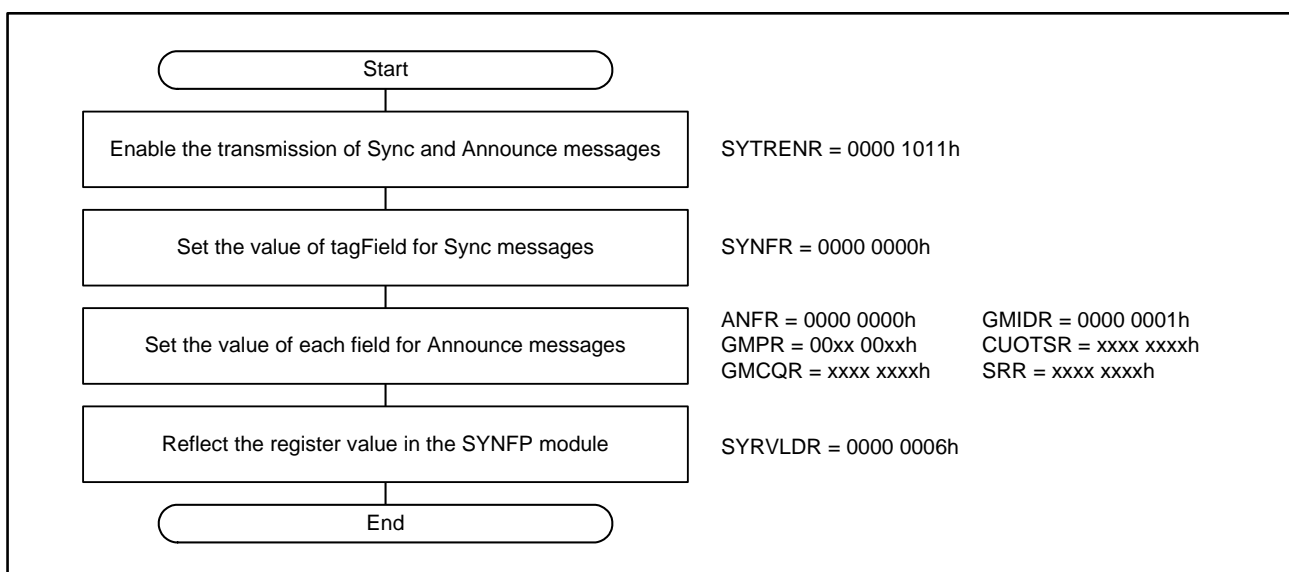 Start
Enable the transmission of Sync and Announce messages
SYTRENR = 0000 1011h
Set the value of tagField for Sync messages
SYNFR = 0000 0000h
Set the value of each field for Announce messages
ANFR = 0000 0000h
GMIDR = 0000 0001h
GMPR = 00xx 00xxh
CUOTSR = xxxx xxxxh
GMCQR = xxxx xxxxh
SRR = xxxx xxxxh
Reflect the register value in the SYNFP module
SYRVLDR = 0000 0006h
End